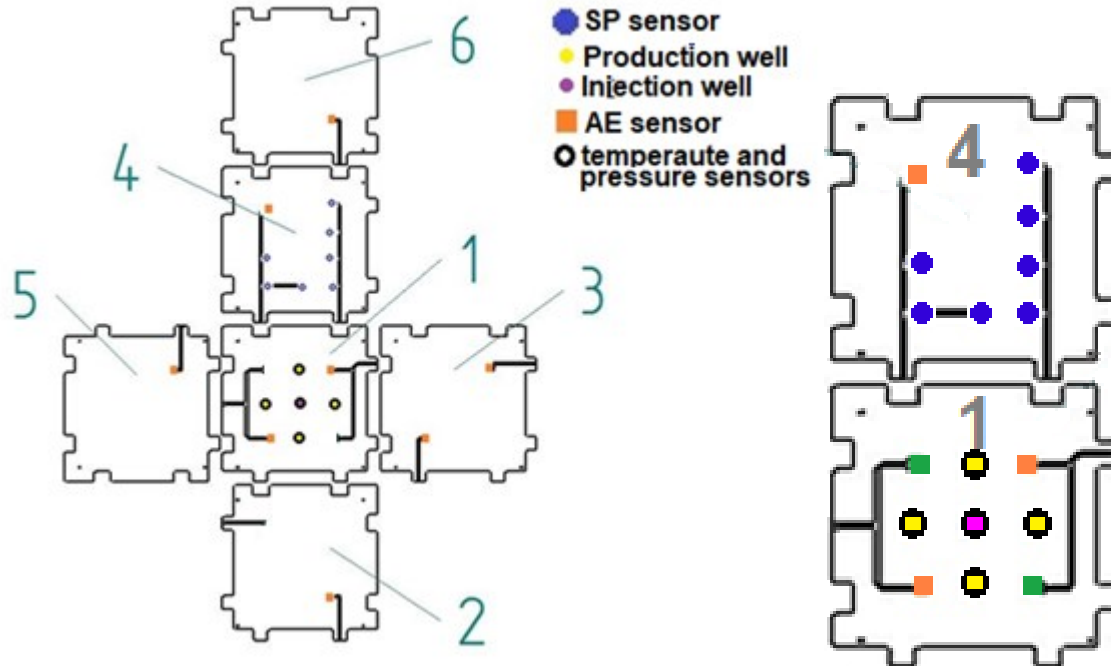 6
SP sensor
Production well
Injection well
AE sensor
temperaute and
pressure sensors
4
1
5
3
2
4
1